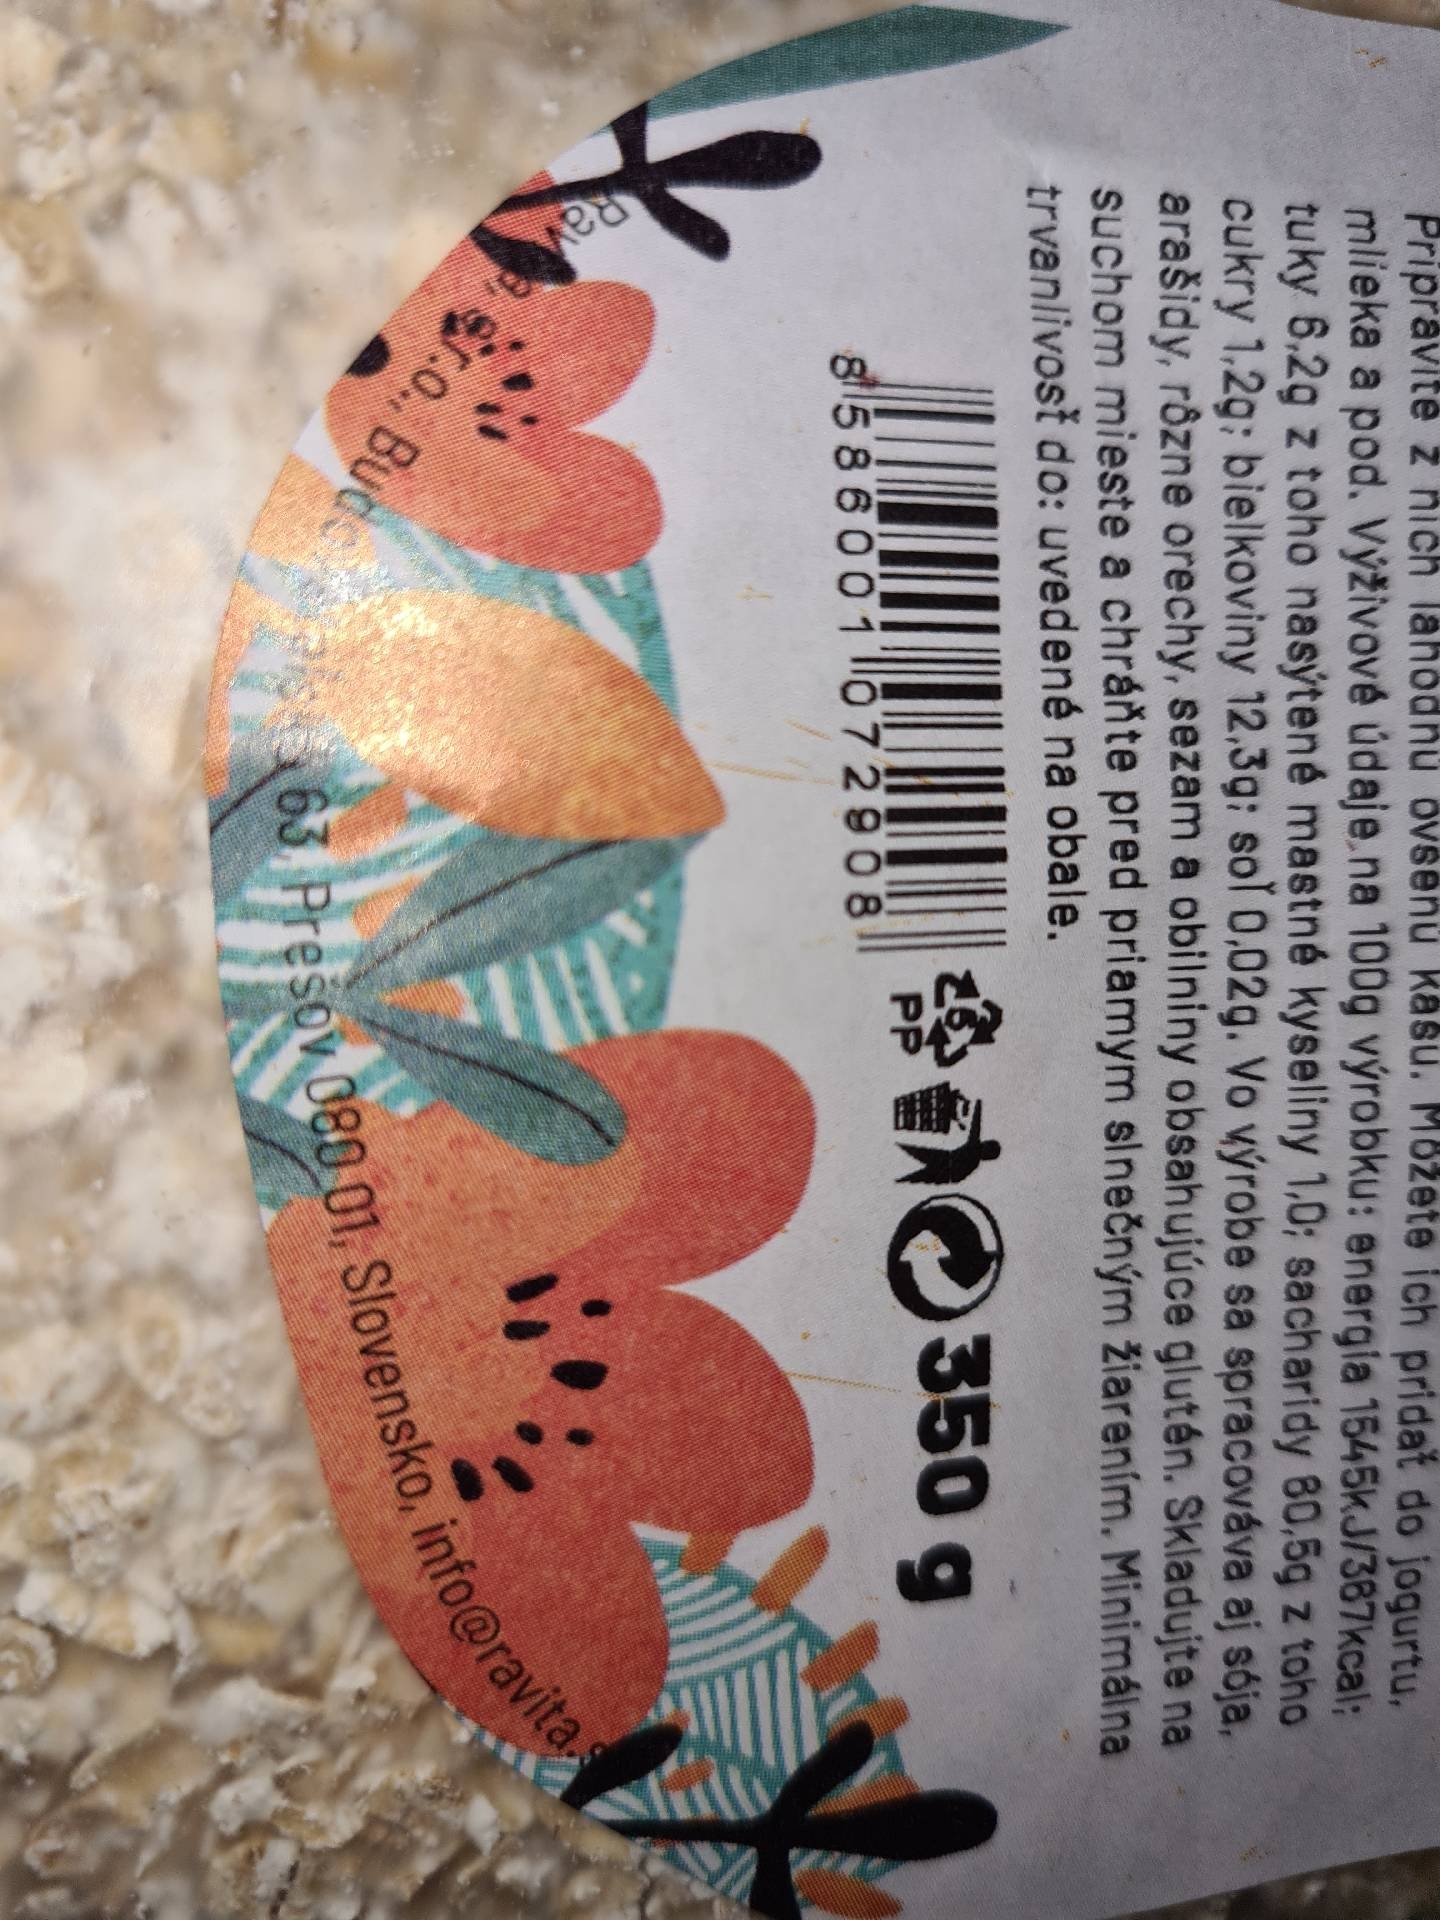 Pripravíte z nich lahodnú ovsenú kašu. Môžete ich pridať do jogurtu,
mlieka a pod. Výživové údaje na 100g výrobku: energia 1545kJ/367kcal;
tuky 6,2g z toho nasýtené mastné kyseliny 1,0; sacharidy 60,5g z toho
cukry 1,2g; bielkoviny 12,3g; soľ 0,02g. Vo výrobe sa spracováva aj sója,
arašidy, rôzne orechy, sezam a obilniny obsahujúce glutén. Skladujte na
suchom mieste a chráňte pred priamym slnečným žiarením. Minimálna
trvanlivosť do: uvedené na obale.
8 586001 072908
5
PP
350 g
s.r.o., 63, Prešov 080 01, Slovensko, info@ravita.